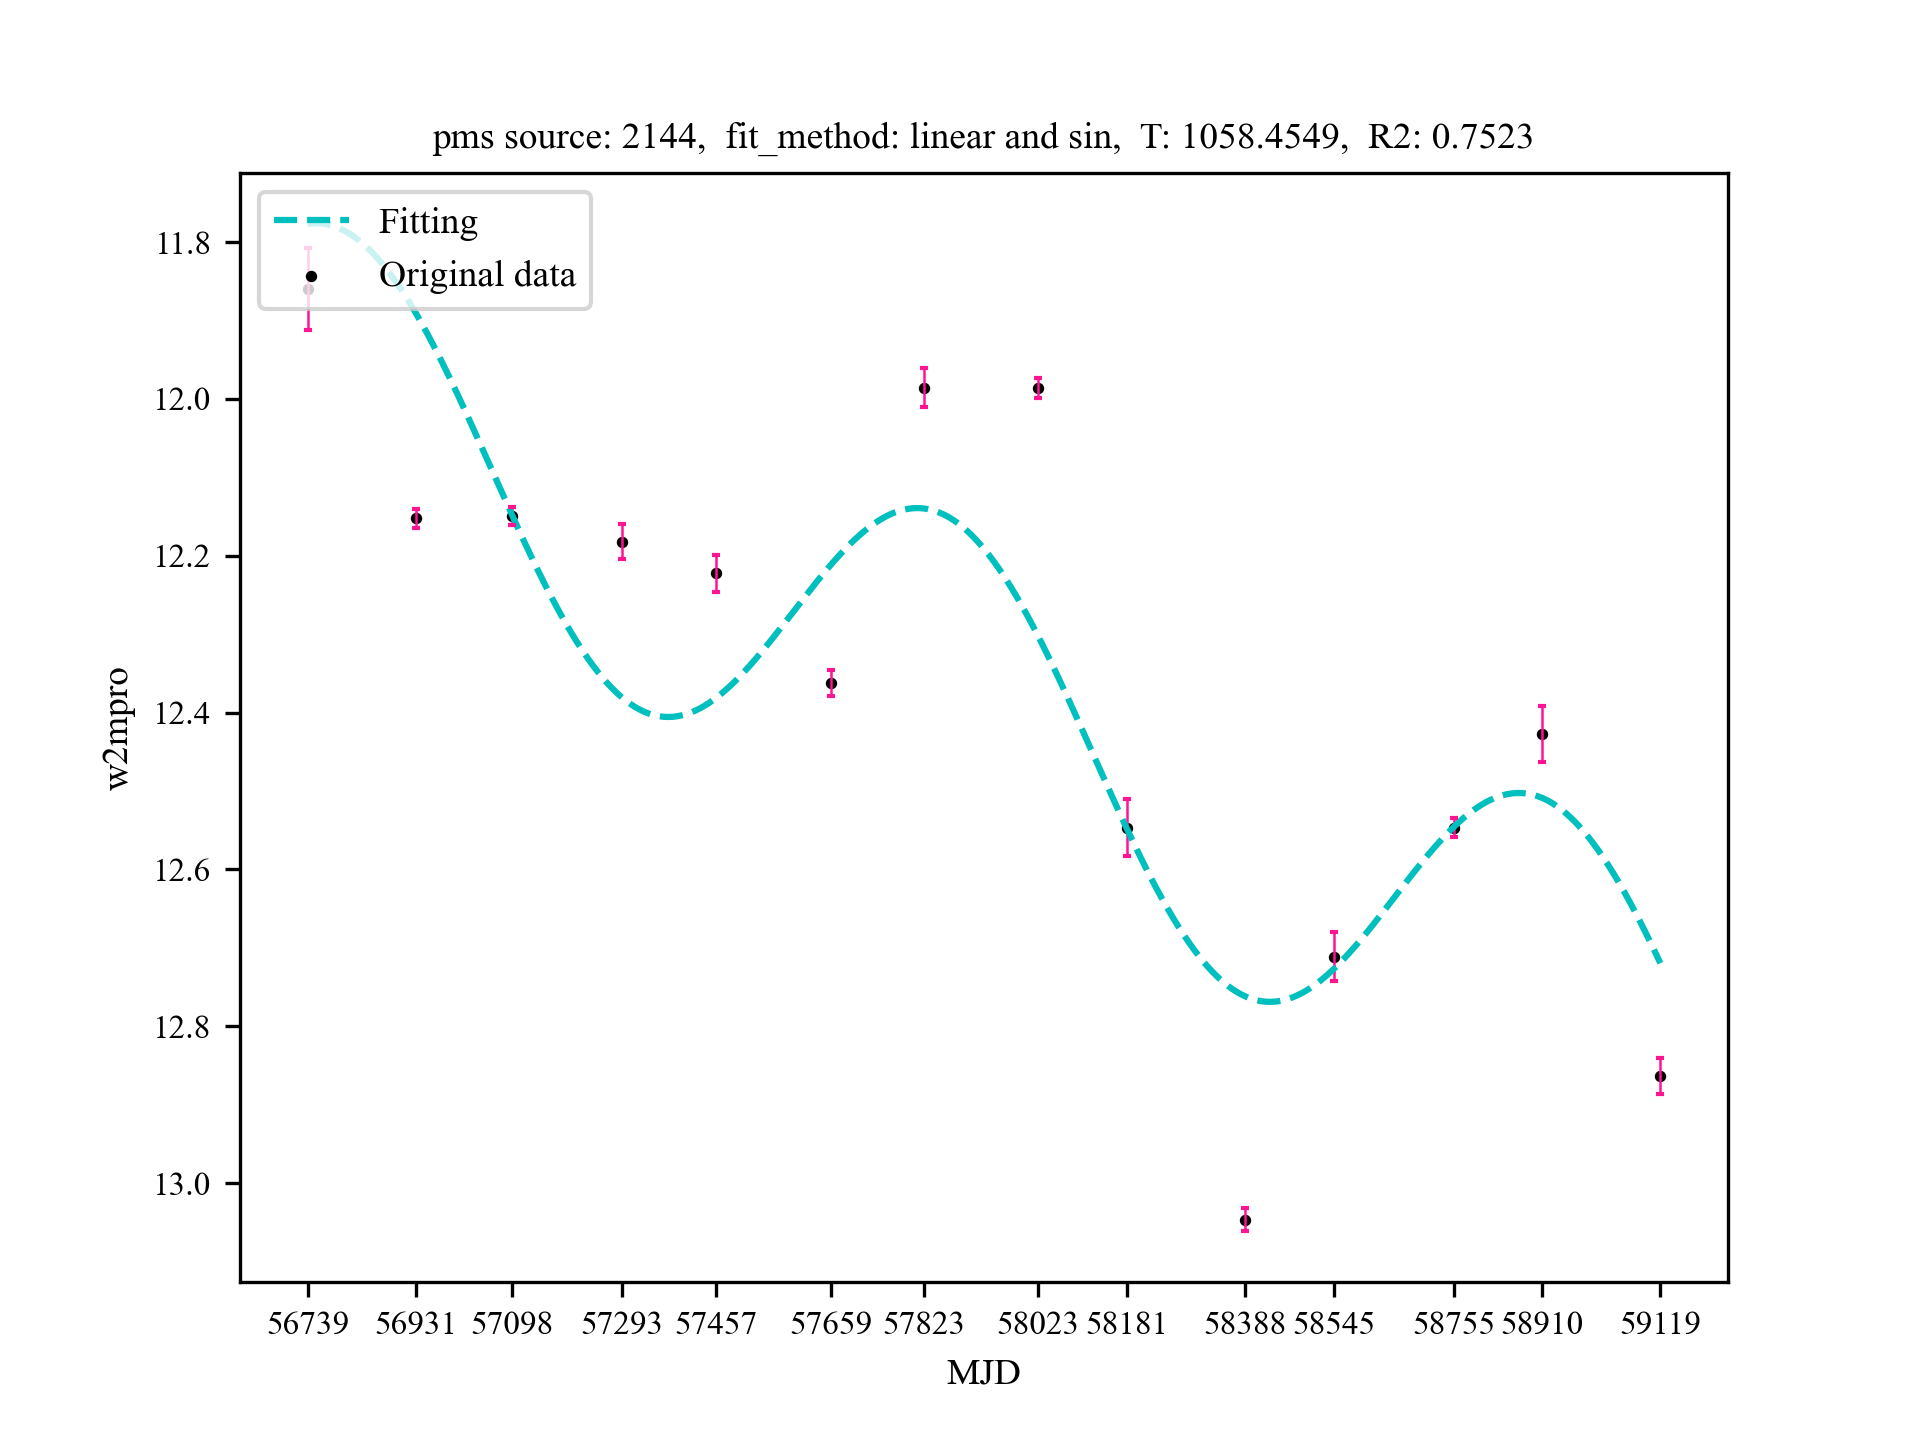 pms source: 2144, fit_method: linear and sin, T: 1058.4549, R2: 0.7523
Fitting
Original data
11.8
12.0
12.2
12.4
12.6
12.8
13.0
w2mpro
56739 56931 57098 57293 57457 57659 57823 58023 58181 58388 58545 58755 58910 59119
MJD